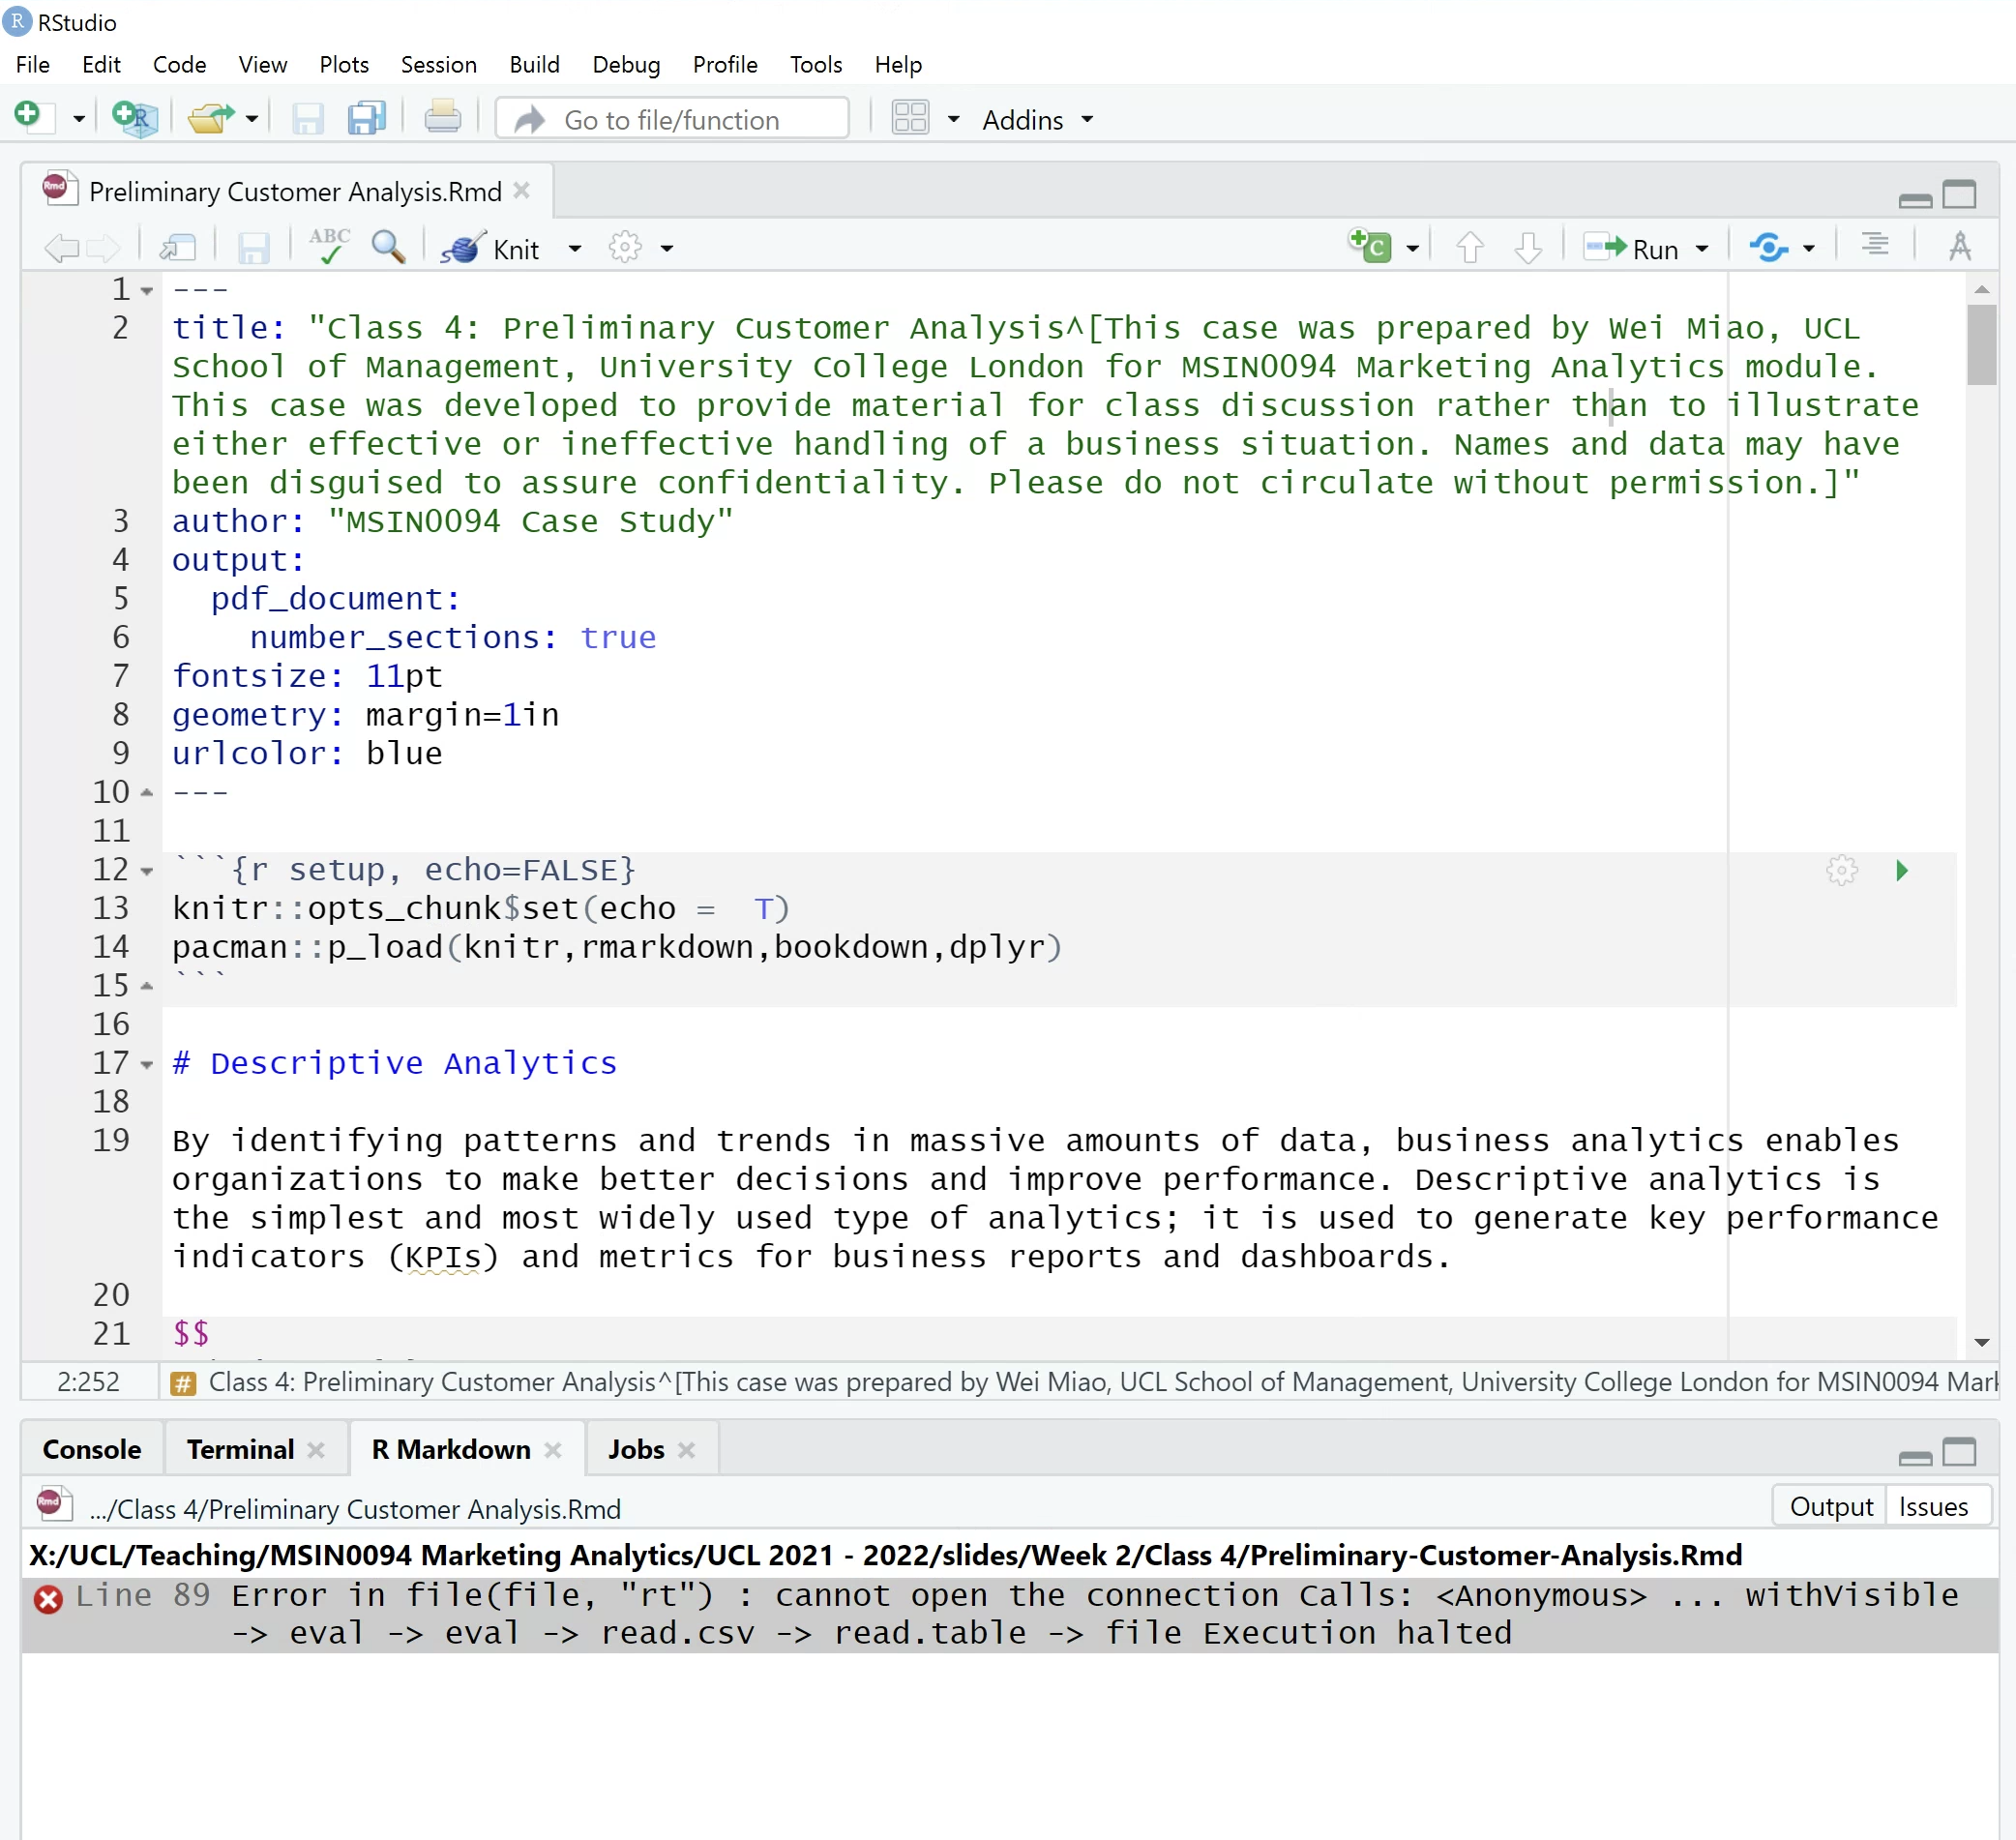 RStudio
File Edit Code View Plots Session Build Debug Profile Tools Help
Go to file/function Addins
Preliminary Customer Analysis.Rmd
ABC Knit Run
1 ---
2 title: "Class 4: Preliminary Customer Analysis^[This case was prepared by Wei Miao, UCL
School of Management, University College London for MSIN0094 Marketing Analytics module.
This case was developed to provide material for class discussion rather than to illustrate
either effective or ineffective handling of a business situation. Names and data may have
been disguised to assure confidentiality. Please do not circulate without permission.]"
3 author: "MSIN0094 Case Study"
4 output:
5   pdf_document:
6     number_sections: true
7 fontsize: 11pt
8 geometry: margin=1in
9 urlcolor: blue
10 ---
11
12 ```{r setup, echo=FALSE}
13 knitr::opts_chunk$set(echo =  T)
14 pacman::p_load(knitr,rmarkdown,bookdown,dplyr)
15 ```
16
17 # Descriptive Analytics
18
19 By identifying patterns and trends in massive amounts of data, business analytics enables
organizations to make better decisions and improve performance. Descriptive analytics is
the simplest and most widely used type of analytics; it is used to generate key performance
indicators (KPIs) and metrics for business reports and dashboards.
20
21 $$
2:252 # Class 4: Preliminary Customer Analysis^[This case was prepared by Wei Miao, UCL School of Management, University College London for MSIN0094 Mark
Console Terminal R Markdown Jobs
.../Class 4/Preliminary Customer Analysis.Rmd Output Issues
X:/UCL/Teaching/MSIN0094 Marketing Analytics/UCL 2021 - 2022/slides/Week 2/Class 4/Preliminary-Customer-Analysis.Rmd
Line 89 Error in file(file, "rt") : cannot open the connection Calls: <Anonymous> ... withVisible
-> eval -> eval -> read.csv -> read.table -> file Execution halted